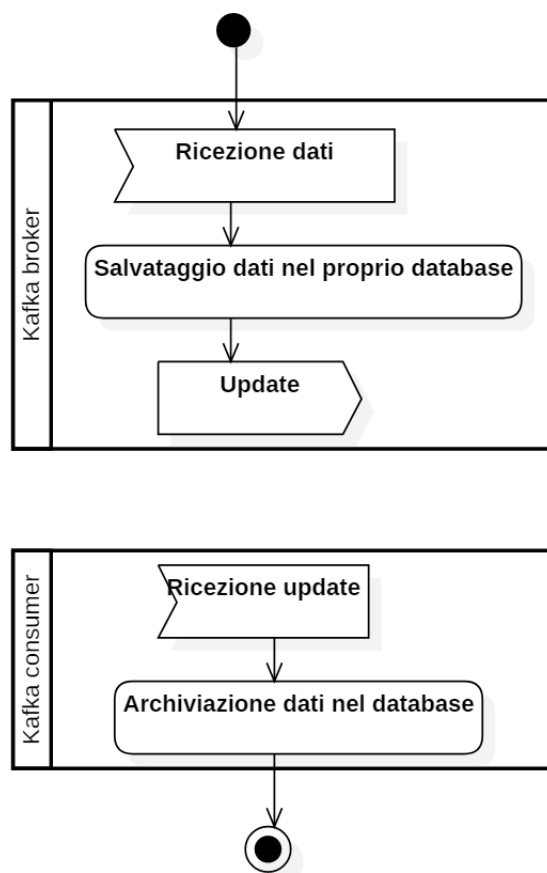 Kafka broker
Ricezione dati
Salvataggio dati nel proprio database
Update
Kafka consumer
Ricezione update
Archiviazione dati nel database